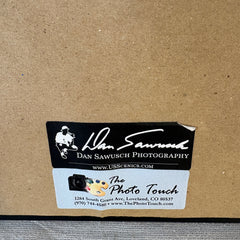 Dan Sawusch
DAN SAWUSCH PHOTOGRAPHY
WWW.USSCENICS.COM
The
Photo Touch
1284 South Grant Ave, Loveland, CO 80537
(970) 744-4640 • www.ThePhotoTouch.com